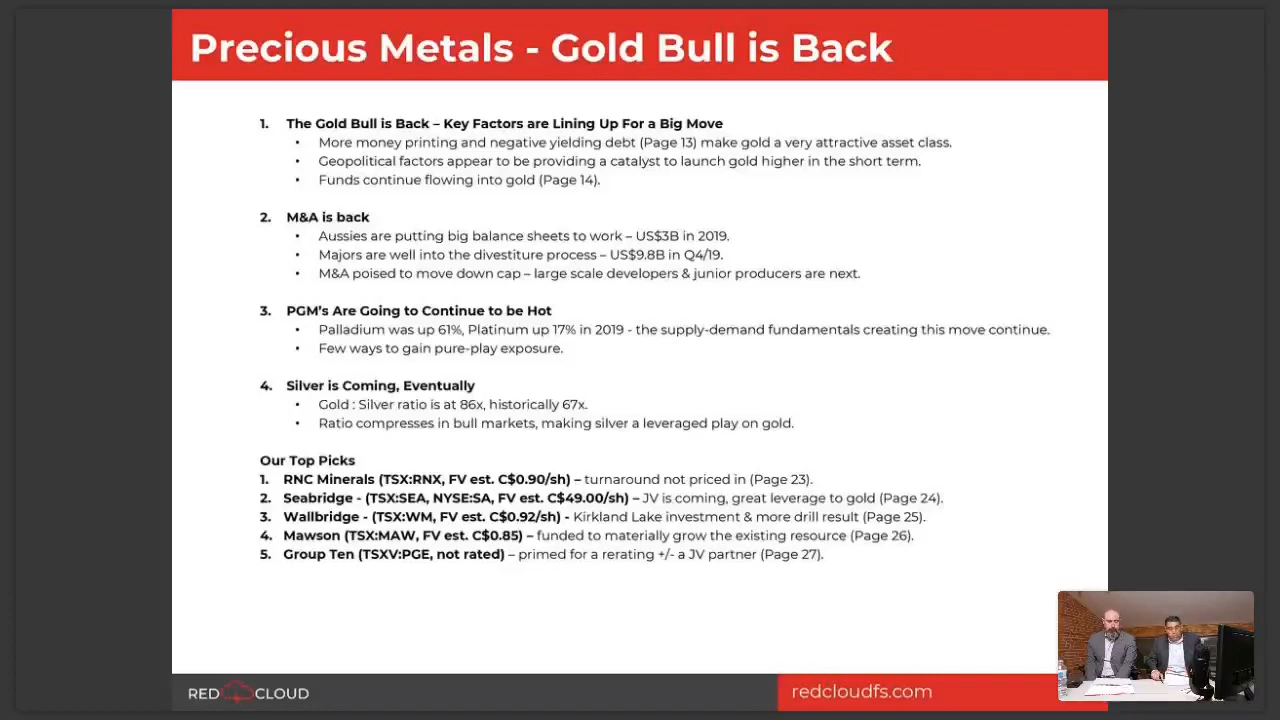 Precious Metals - Gold Bull is Back
1. The Gold Bull is Back – Key Factors are Lining Up For a Big Move
• More money printing and negative yielding debt (Page 13) make gold a very attractive asset class.
• Geopolitical factors appear to be providing a catalyst to launch gold higher in the short term.
• Funds continue flowing into gold (Page 14).
2. M&A is back
• Aussies are putting big balance sheets to work – US$3B in 2019.
• Majors are well into the divestiture process – US$9.8B in Q4/19.
• M&A poised to move down cap – large scale developers & junior producers are next.
3. PGM's Are Going to Continue to be Hot
• Palladium was up 61%, Platinum up 17% in 2019 - the supply-demand fundamentals creating this move continue.
• Few ways to gain pure-play exposure.
4. Silver is Coming, Eventually
• Gold : Silver ratio is at 86x, historically 67x.
• Ratio compresses in bull markets, making silver a leveraged play on gold.
Our Top Picks
1. RNC Minerals (TSX:RNX, FV est. C$0.90/sh) – turnaround not priced in (Page 23).
2. Seabridge - (TSX:SEA, NYSE:SA, FV est. C$49.00/sh) – JV is coming, great leverage to gold (Page 24).
3. Wallbridge - (TSX:WM, FV est. C$0.92/sh) - Kirkland Lake investment & more drill result (Page 25).
4. Mawson (TSX:MAW, FV est. C$0.85) – funded to materially grow the existing resource (Page 26).
5. Group Ten (TSXV:PGE, not rated) – primed for a rerating +/- a JV partner (Page 27).
RED CLOUD
redcloudfs.com